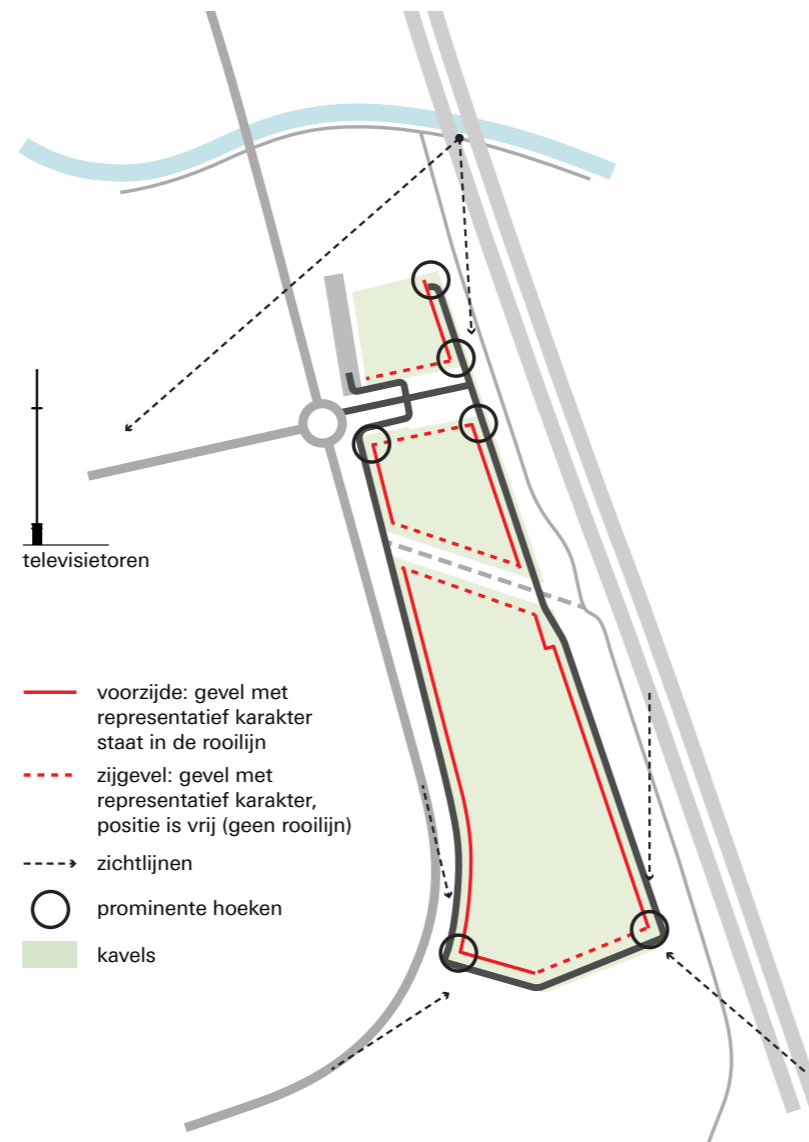 televisietoren
voorzijde: gevel met
representatief karakter
staat in de rooilijn
zijgevel: gevel met
representatief karakter,
positie is vrij (geen rooilijn)
zichtlijnen
prominente hoeken
kavels